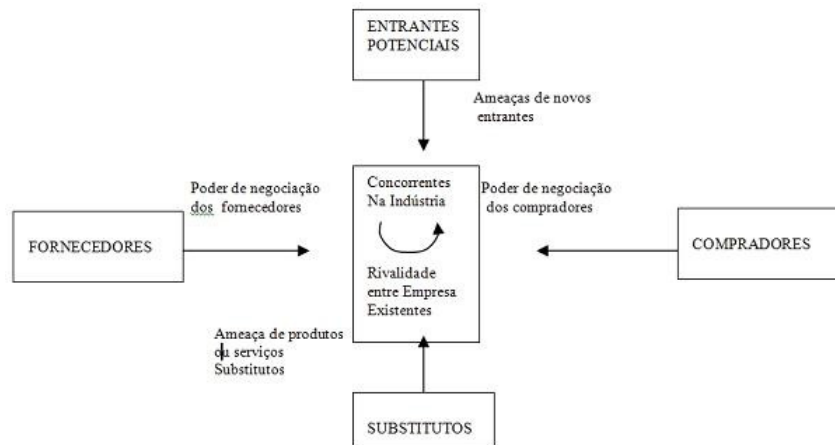 ENTRANTES
POTENCIAIS
Ameaças de novos
entrantes
Poder de negociação
dos fornecedores
Concorrentes
Na Indústria
Poder de negociação
dos compradores
FORNECEDORES
COMPRADORES
Rivalidade
entre Empresa
Existentes
Ameaça de produtos
ou serviços
Substitutos
SUBSTITUTOS